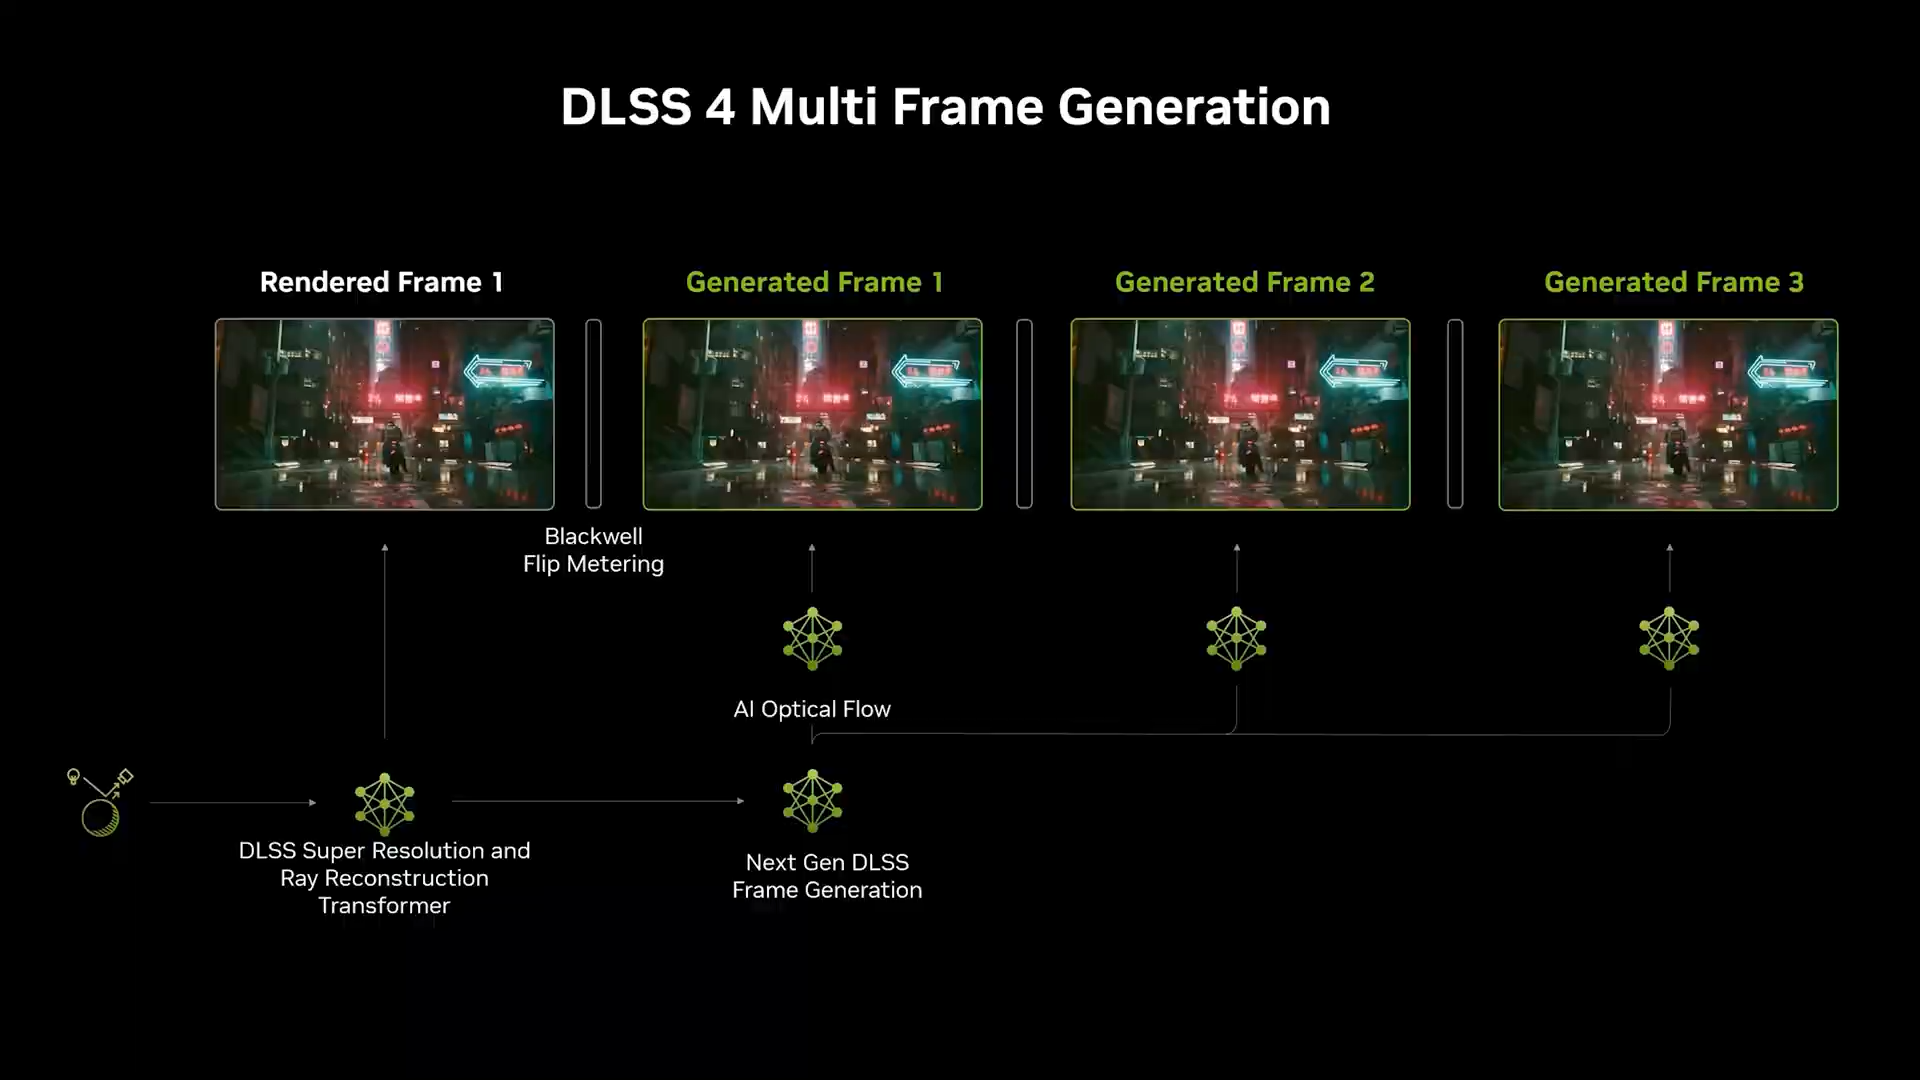 DLSS 4 Multi Frame Generation
Rendered Frame 1
Generated Frame 1
Generated Frame 2
Generated Frame 3
Blackwell
Flip Metering
AI Optical Flow
DLSS Super Resolution and
Ray Reconstruction
Transformer
Next Gen DLSS
Frame Generation